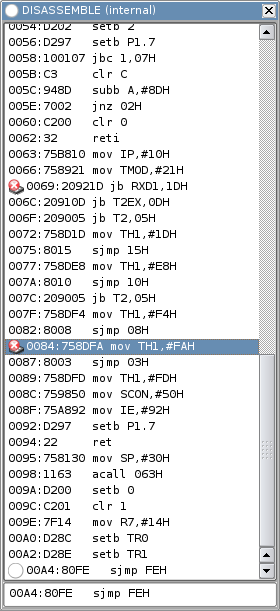 DISASSEMBLE (internal)
0054:D202 setb 2
0056:D297 setb P1.7
0058:100107 jbc 1,07H
005B:C3 clr C
005C:948D subb A,#8DH
005E:7002 jnz 02H
0060:C200 clr 0
0062:32 reti
0063:75B810 mov IP,#10H
0066:758921 mov TMOD,#21H
0069:20921D jb RXD1,1DH
006C:20910D jb T2EX,0DH
006F:209005 jb T2,05H
0072:758D1D mov TH1,#1DH
0075:8015 sjmp 15H
0077:758DE8 mov TH1,#E8H
007A:8010 sjmp 10H
007C:209005 jb T2,05H
007F:758DF4 mov TH1,#F4H
0082:8008 sjmp 08H
0084:758DFA mov TH1,#FAH
0087:8003 sjmp 03H
0089:758DFD mov TH1,#FDH
008C:759850 mov SCON,#50H
008F:75A892 mov IE,#92H
0092:D297 setb P1.7
0094:22 ret
0095:758130 mov SP,#30H
0098:1163 acall 063H
009A:D200 setb 0
009C:C201 clr 1
009E:7F14 mov R7,#14H
00A0:D28C setb TR0
00A2:D28E setb TR1
00A4:80FE sjmp FEH
00A4:80FE sjmp FEH